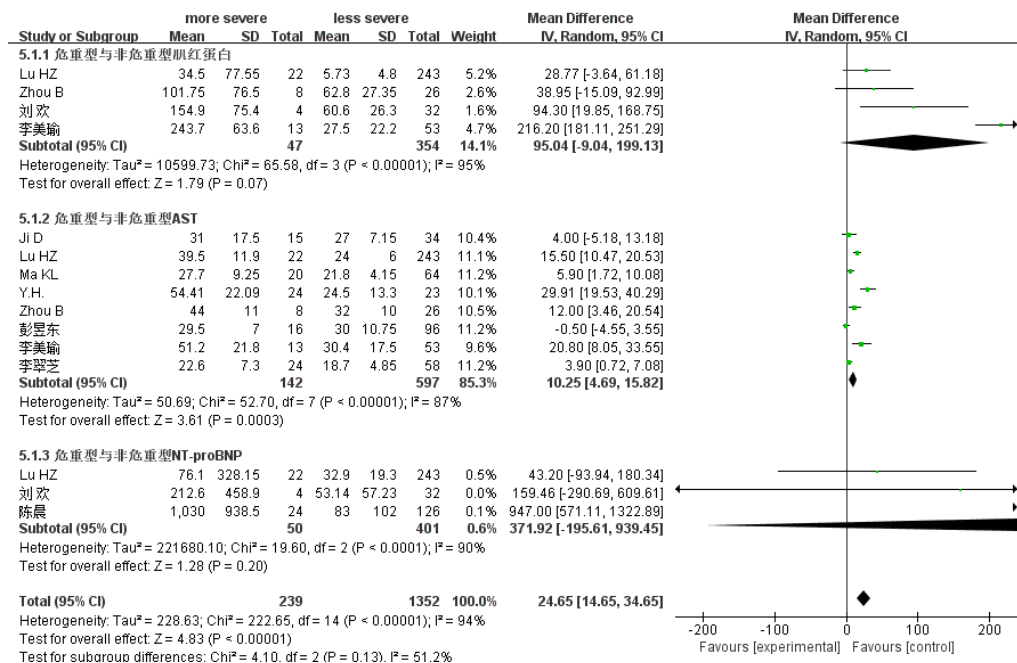 more severe less severe Mean Difference Mean Difference
Study or Subgroup Mean SD Total Mean SD Total Weight IV, Random, 95% CI IV, Random, 95% CI
5.1.1 危重型与非危重型肌红蛋白
Lu HZ 34.5 77.55 22 5.73 4.8 243 5.2% 28.77 [-3.64, 61.18]
Zhou B 101.75 76.5 8 62.8 27.35 26 2.6% 38.95 [-15.09, 92.99]
刘欢 154.9 75.4 4 60.6 26.3 32 1.6% 94.30 [19.85, 168.75]
李美瑜 243.7 63.6 13 27.5 22.2 53 4.7% 216.20 [181.11, 251.29]
Subtotal (95% CI) 47 354 14.1% 95.04 [-9.04, 199.13]
Heterogeneity: Tau² = 10599.73; Chi² = 65.58, df = 3 (P < 0.00001); I² = 95%
Test for overall effect: Z = 1.79 (P = 0.07)
5.1.2 危重型与非危重型AST
Ji D 31 17.5 15 27 7.15 34 10.4% 4.00 [-5.18, 13.18]
Lu HZ 39.5 11.9 22 24 6 243 11.1% 15.50 [10.47, 20.53]
Ma KL 27.7 9.25 20 21.8 4.15 64 11.2% 5.90 [1.72, 10.08]
Y.H. 54.41 22.09 24 24.5 13.3 23 10.1% 29.91 [19.53, 40.29]
Zhou B 44 11 8 32 10 26 10.5% 12.00 [3.46, 20.54]
彭昱东 29.5 7 16 30 10.75 96 11.2% -0.50 [-4.55, 3.55]
李美瑜 51.2 21.8 13 30.4 17.5 53 9.6% 20.80 [8.05, 33.55]
李翠芝 22.6 7.3 24 18.7 4.85 58 11.2% 3.90 [0.72, 7.08]
Subtotal (95% CI) 142 597 85.3% 10.25 [4.69, 15.82]
Heterogeneity: Tau² = 50.69; Chi² = 52.70, df = 7 (P < 0.00001); I² = 87%
Test for overall effect: Z = 3.61 (P = 0.0003)
5.1.3 危重型与非危重型NT-proBNP
Lu HZ 76.1 328.15 22 32.9 19.3 243 0.5% 43.20 [-93.94, 180.34]
刘欢 212.6 458.9 4 53.14 57.23 32 0.0% 159.46 [-290.69, 609.61]
陈晨 1,030 938.5 24 83 102 126 0.1% 947.00 [571.11, 1322.89]
Subtotal (95% CI) 50 401 0.6% 371.92 [-195.61, 939.45]
Heterogeneity: Tau² = 221680.10; Chi² = 19.60, df = 2 (P < 0.0001); I² = 90%
Test for overall effect: Z = 1.28 (P = 0.20)
Total (95% CI) 239 1352 100.0% 24.65 [14.65, 34.65]
Heterogeneity: Tau² = 228.63; Chi² = 222.65, df = 14 (P < 0.00001); I² = 94%
Test for overall effect: Z = 4.83 (P < 0.00001)
Test for subgroup differences: Chi² = 4.10, df = 2 (P = 0.13), I² = 51.2%
-200 -100 0 100 200
Favours [experimental] Favours [control]